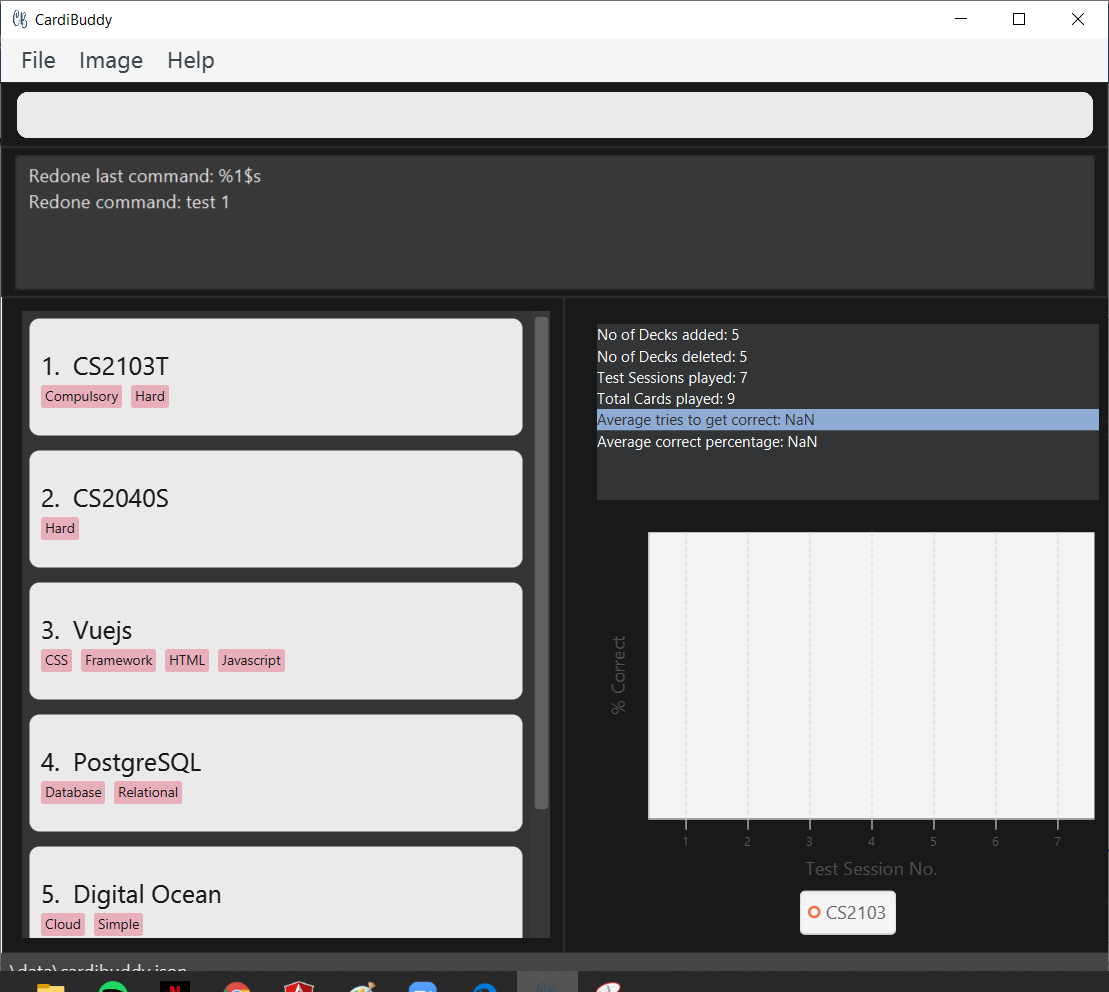 CardiBuddy
File Image Help
Redone last command: %1$s
Redone command: test 1
1. CS2103T
Compulsory Hard
2. CS2040S
Hard
3. Vuejs
CSS Framework HTML Javascript
4. PostgreSQL
Database Relational
5. Digital Ocean
Cloud Simple
No of Decks added: 5
No of Decks deleted: 5
Test Sessions played: 7
Total Cards played: 9
Average tries to get correct: NaN
Average correct percentage: NaN
% Correct
1 2 3 4 5 6 7
Test Session No.
CS2103
.\data\cardibuddy.json